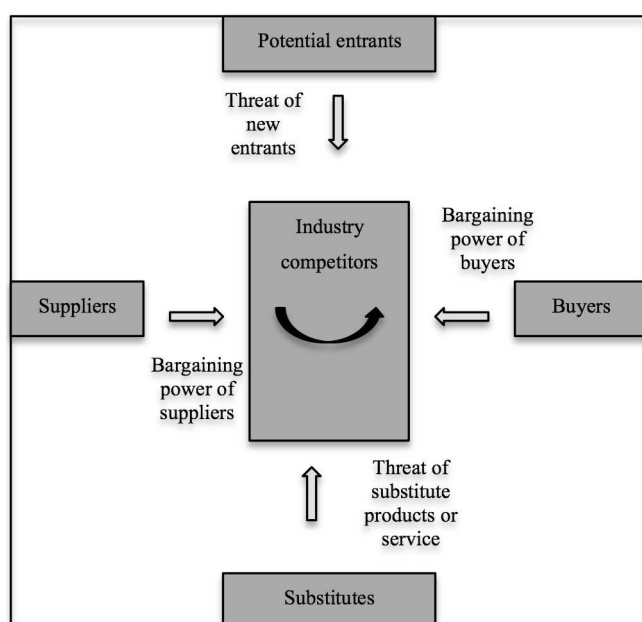 Potential entrants
Threat of
new
entrants
Industry
competitors
Bargaining
power of
buyers
Suppliers
Buyers
Bargaining
power of
suppliers
Threat of
substitute
products or
service
Substitutes